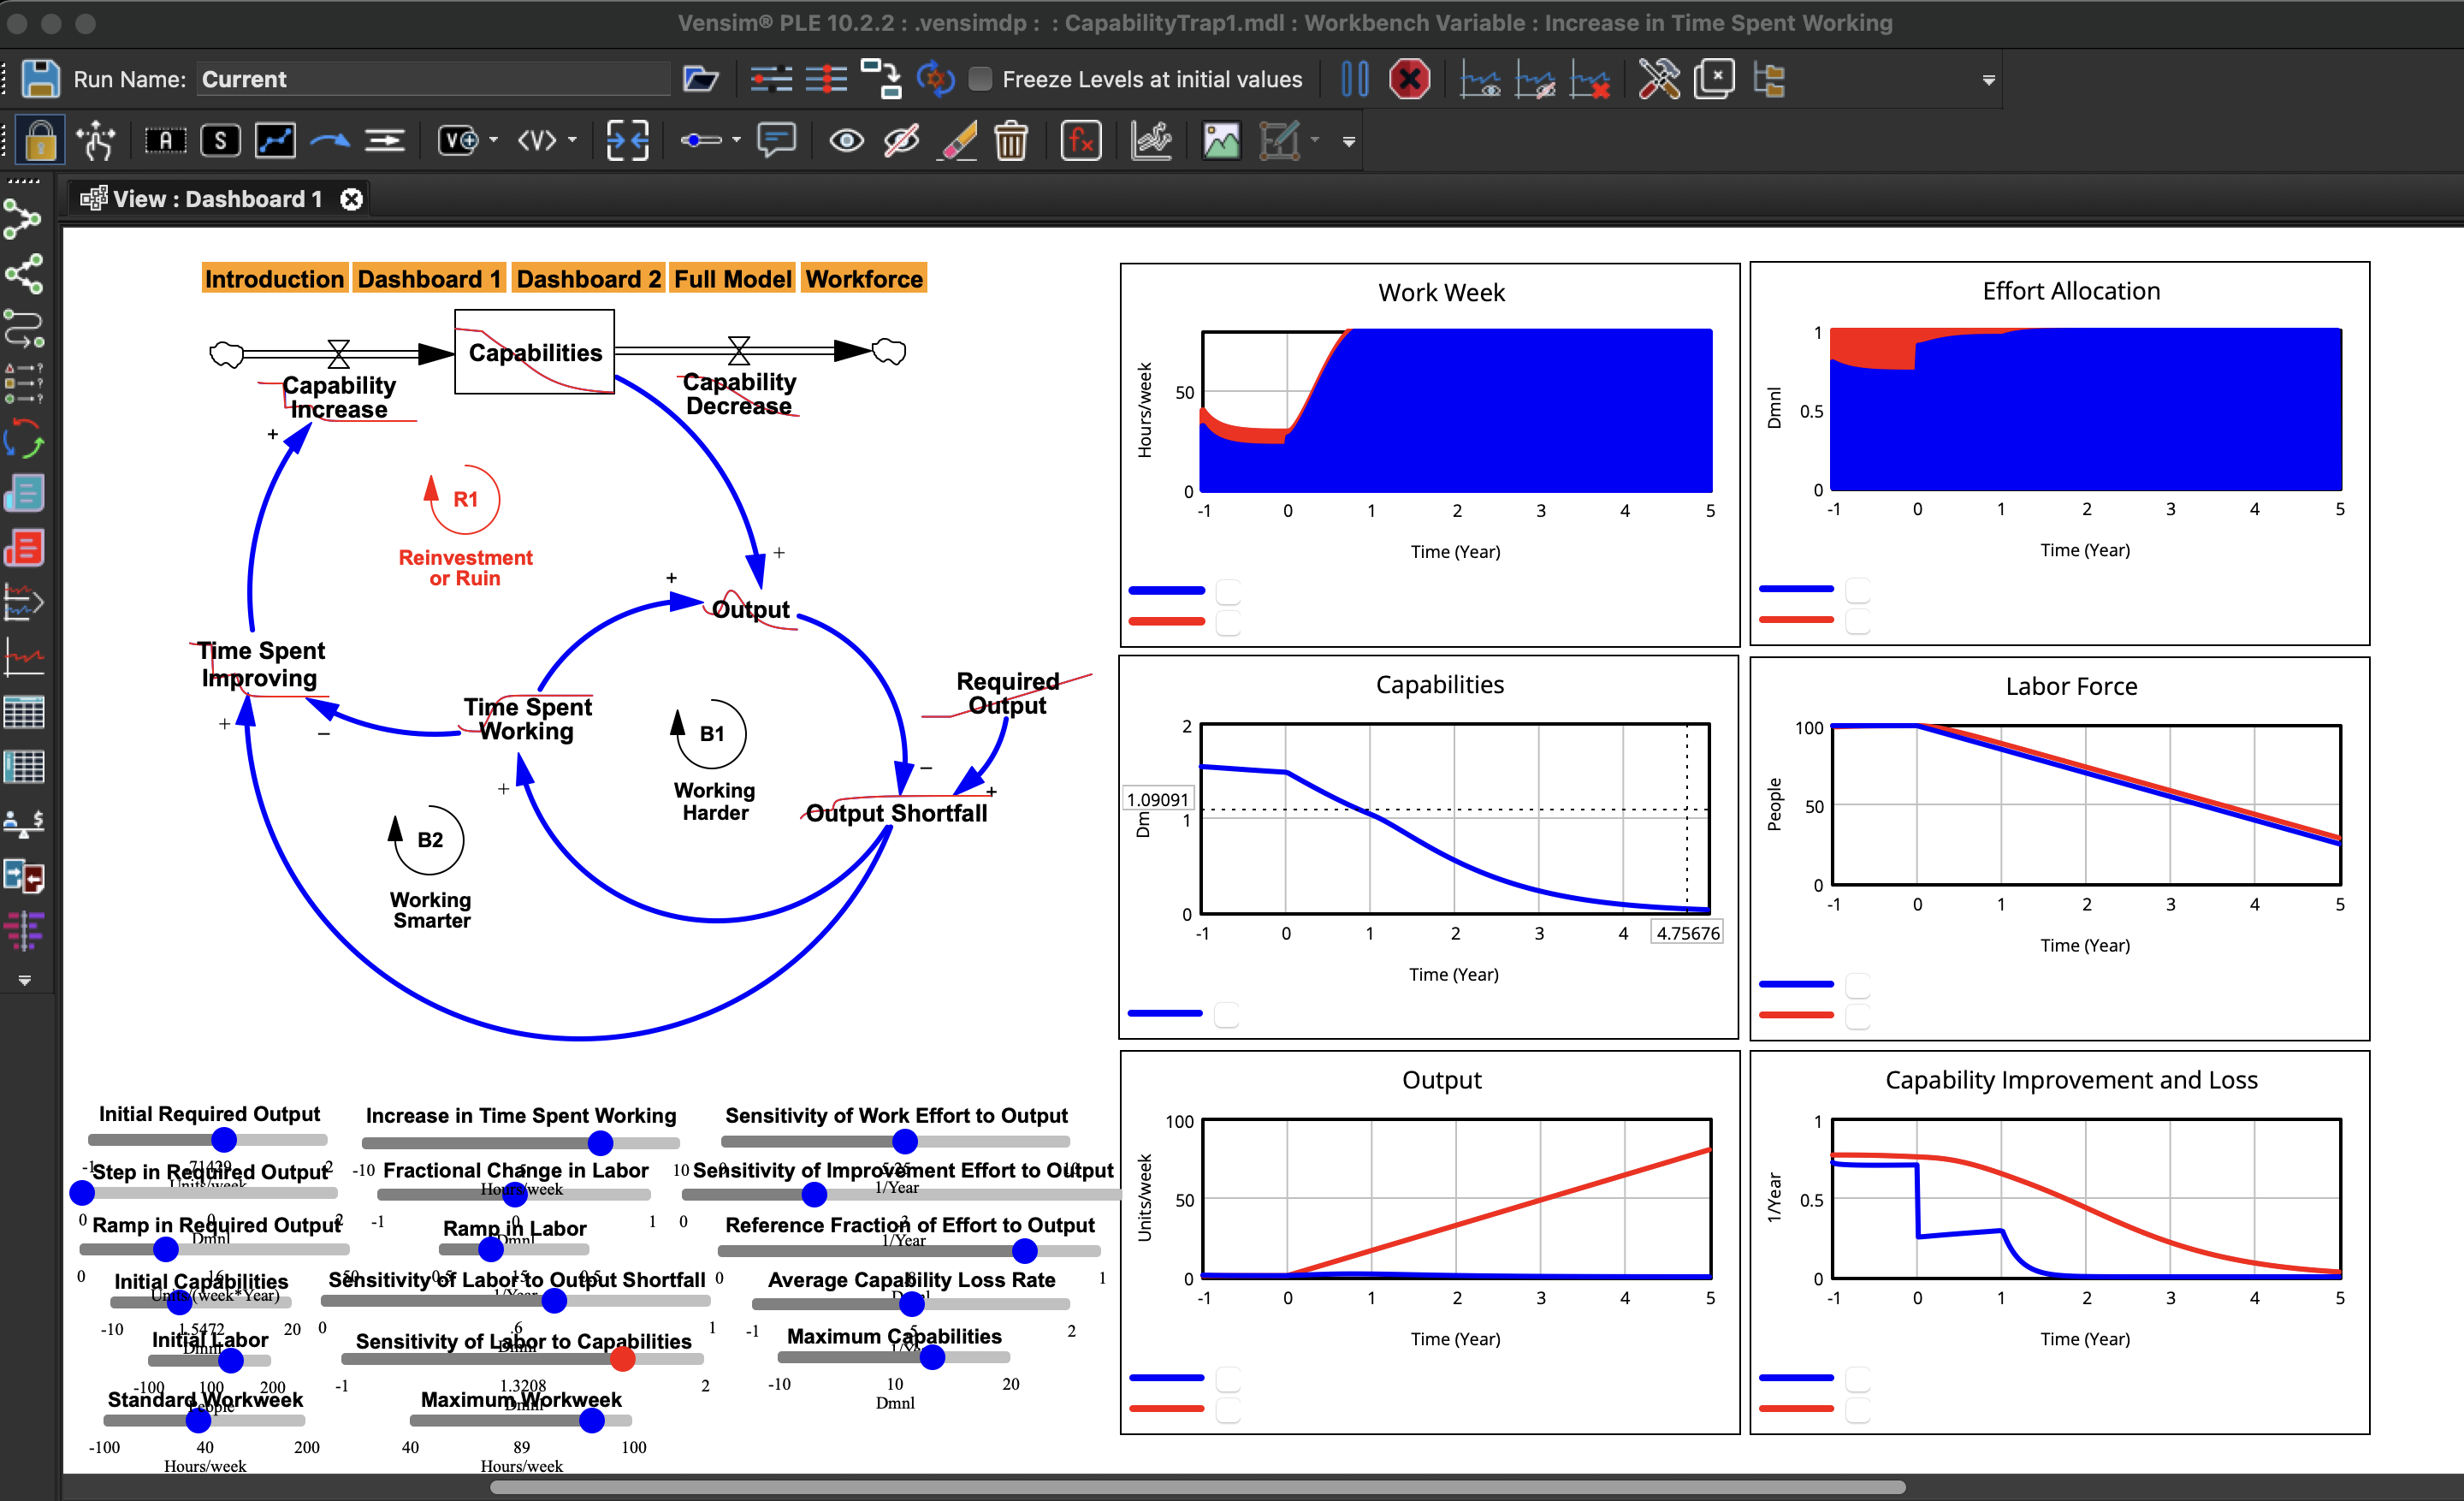 Vensim® PLE 10.2.2 : .vensimdp : : CapabilityTrap1.mdl : Workbench Variable : Increase in Time Spent Working
Run Name: Current
Freeze Levels at initial values
View : Dashboard 1
Introduction Dashboard 1 Dashboard 2 Full Model Workforce
Capabilities
Capability
Increase
Capability
Decrease
+
R1
Reinvestment
or Ruin
+
+
Output
Time Spent
Improving
+
−
Time Spent
Working
+
B1
Working
Harder
Required
Output
−
+
Output Shortfall
B2
Working
Smarter
Initial Required Output
-1 .71429 2
Units/week
Step in Required Output
0 0 2
Dmnl
Ramp in Required Output
0 16 50
Units/(week*Year)
Initial Capabilities
-10 1.5472 20
Dmnl
Initial Labor
-100 100 200
People
Standard Workweek
-100 40 200
Hours/week
Increase in Time Spent Working
-10 10
Hours/week
Fractional Change in Labor
-1 0 1
Dmnl
Ramp in Labor
1/Year
Sensitivity of Labor to Output Shortfall
0 .6 1
Dmnl
Sensitivity of Labor to Capabilities
-1 1.3208 2
Dmnl
Maximum Workweek
40 89 100
Hours/week
Sensitivity of Work Effort to Output
1/Year
Sensitivity of Improvement Effort to Output
0
1/Year
Reference Fraction of Effort to Output
0 1
Average Capability Loss Rate
-1 2
Maximum Capabilities
-10 10 20
Dmnl
Work Week
Hours/week
50
0
-1 0 1 2 3 4 5
Time (Year)
Effort Allocation
Dmnl
1
0.5
0
-1 0 1 2 3 4 5
Time (Year)
Capabilities
2
1.09091
1
0
-1 0 1 2 3 4 4.75676
Time (Year)
Labor Force
People
100
50
0
-1 0 1 2 3 4 5
Time (Year)
Output
Units/week
100
50
0
-1 0 1 2 3 4 5
Time (Year)
Capability Improvement and Loss
1/Year
1
0.5
0
-1 0 1 2 3 4 5
Time (Year)